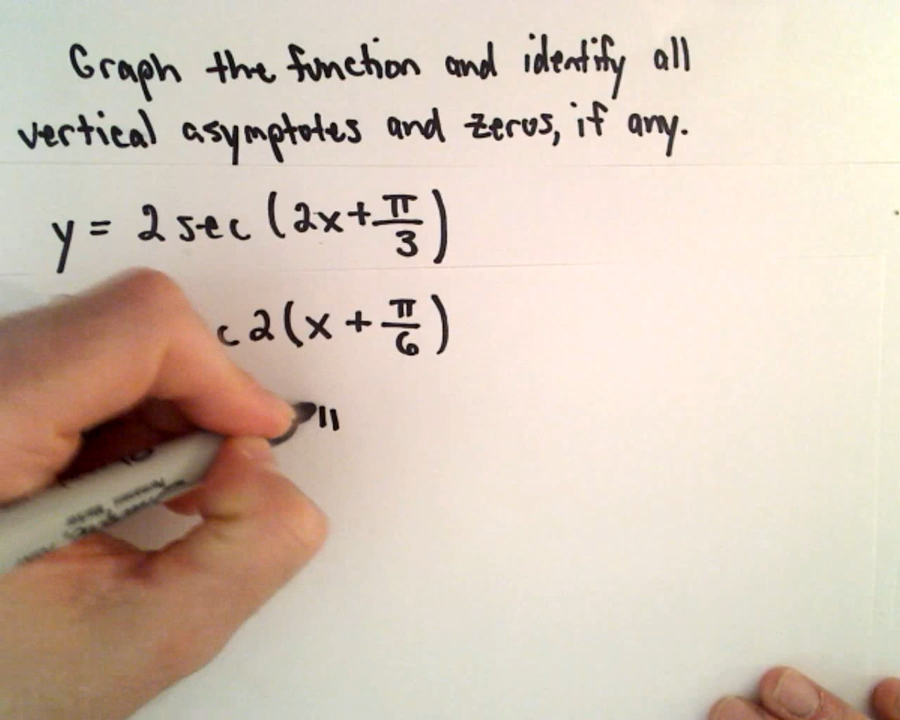 Graph the function and identify all
vertical asymptotes and zeros, if any.
y = 2 sec (2x + π/3)
c 2(x + π/6)
"